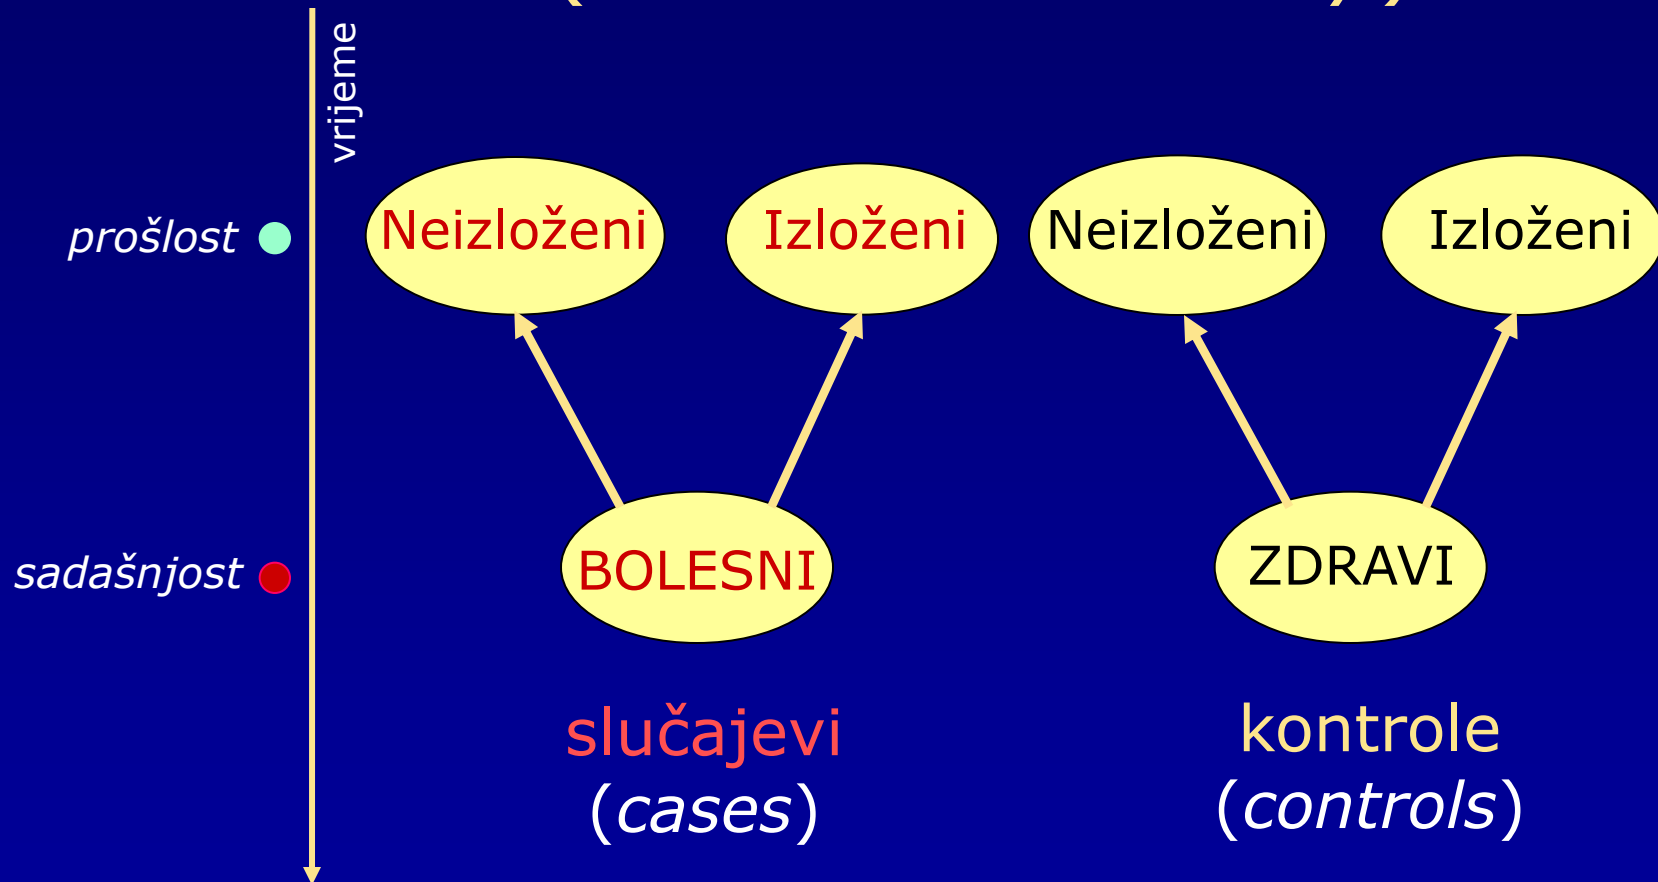 vrijeme
Neizloženi
Izloženi
Neizloženi
Izloženi
prošlost
sadašnjost
BOLESNI
ZDRAVI
slučajevi
(cases)
kontrole
(controls)